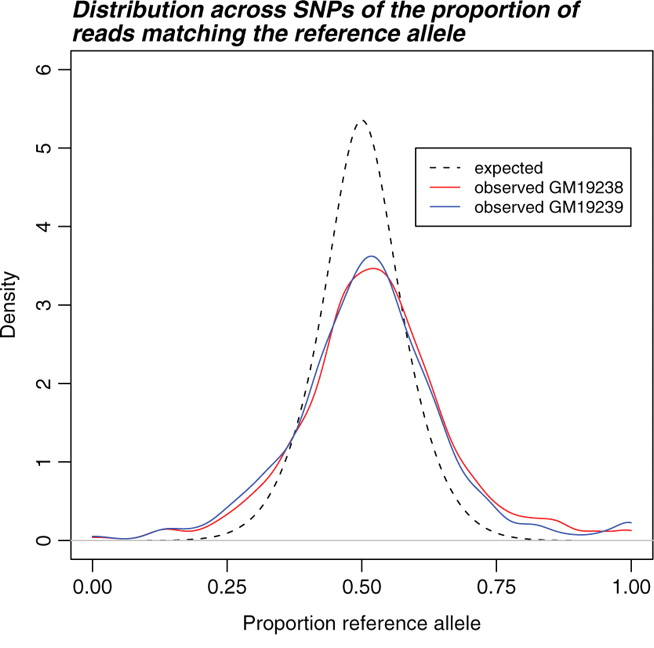 Distribution across SNPs of the proportion of
reads matching the reference allele
6
5
4
3
2
1
0
Density
expected
observed GM19238
observed GM19239
0.00 0.25 0.50 0.75 1.00
Proportion reference allele